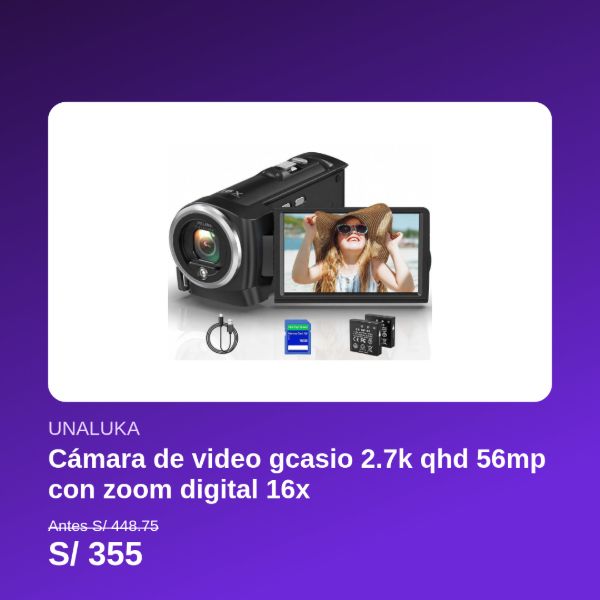 UNALUKA
Cámara de video gcasio 2.7k qhd 56mp
con zoom digital 16x
Antes S/ 448.75
S/ 355